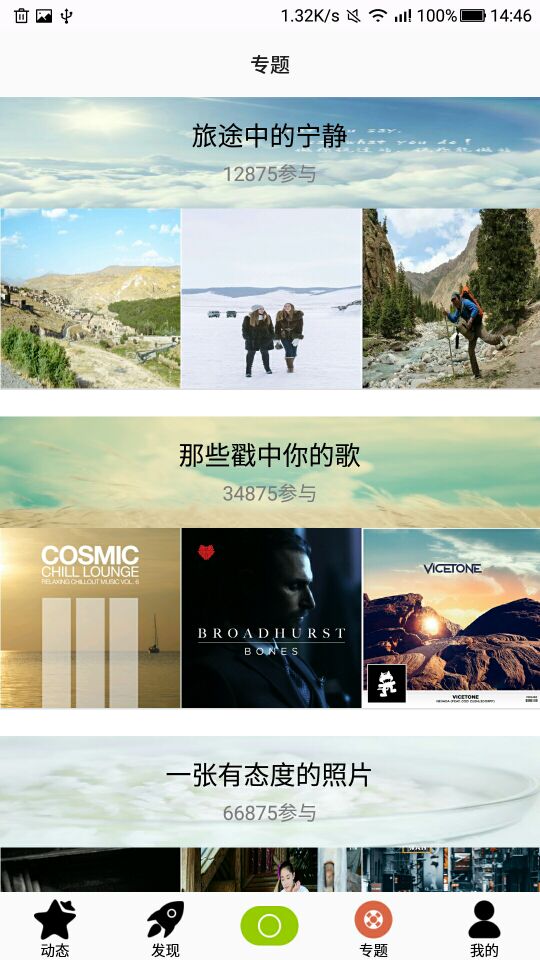 1.32K/s 100% 14:46
专题
旅途中的宁静
12875参与
那些戳中你的歌
34875参与
COSMIC
CHILL LOUNGE
RELAXING CHILLOUT MUSIC VOL. 6
BROADHURST
BONES
VICETONE
VICETONE
一张有态度的照片
66875参与
动态
发现
专题
我的